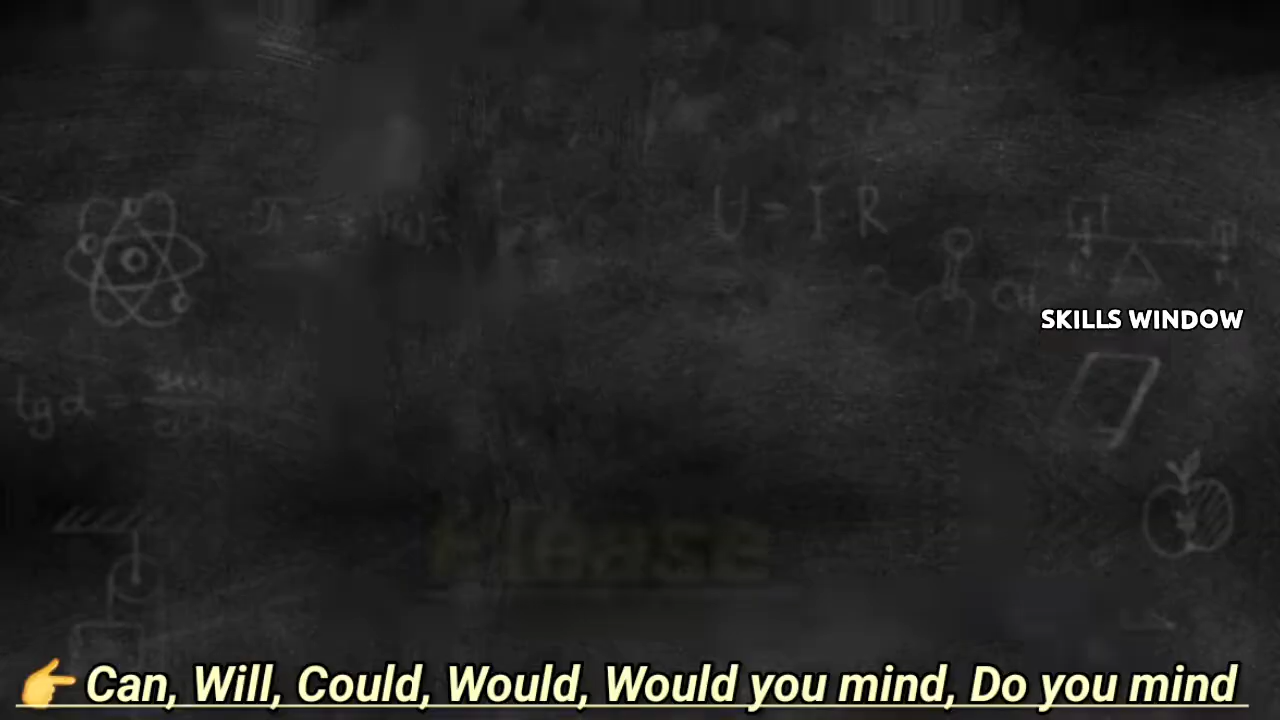 U = I R
SKILLS WINDOW
Please
👉 Can, Will, Could, Would, Would you mind, Do you mind